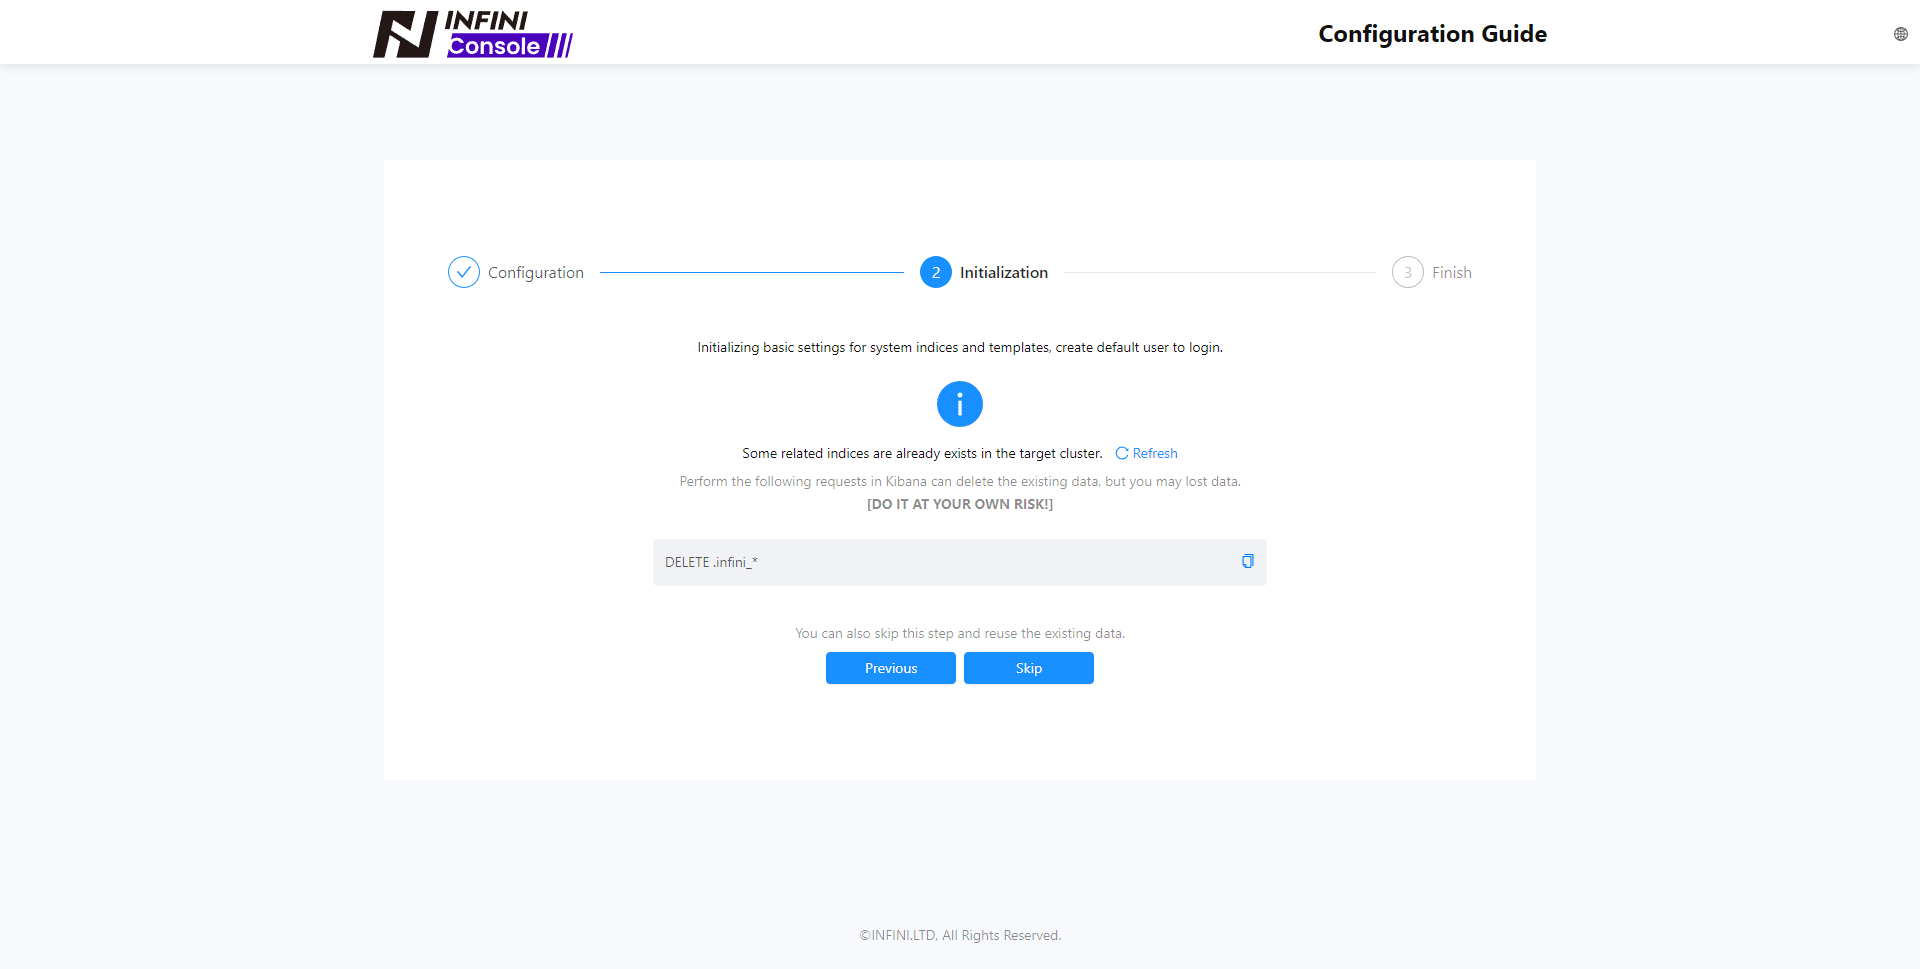 INFINI
Console
Configuration Guide
Configuration
2 Initialization
3 Finish
Initializing basic settings for system indices and templates, create default user to login.
Some related indices are already exists in the target cluster. Refresh
Perform the following requests in Kibana can delete the existing data, but you may lost data.
[DO IT AT YOUR OWN RISK!]
DELETE .infini_*
You can also skip this step and reuse the existing data.
Previous Skip
©INFINI.LTD, All Rights Reserved.